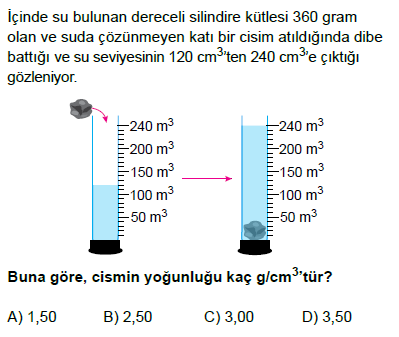 İçinde su bulunan dereceli silindire kütlesi 360 gram
olan ve suda çözünmeyen katı bir cisim atıldığında dibe
battığı ve su seviyesinin 120 cm³'ten 240 cm³'e çıktığı
gözleniyor.
240 m³
200 m³
150 m³
100 m³
50 m³
240 m³
200 m³
150 m³
100 m³
50 m³
Buna göre, cismin yoğunluğu kaç g/cm³'tür?
A) 1,50 B) 2,50 C) 3,00 D) 3,50